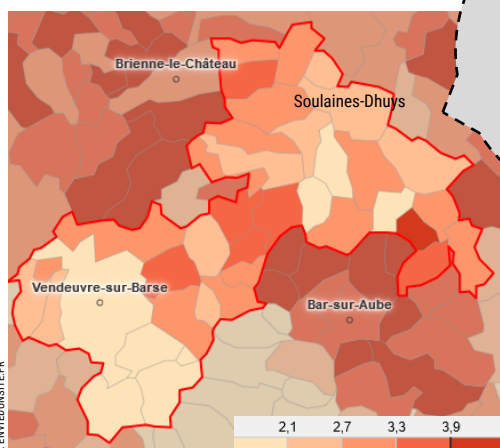 Brienne-le-Château
Soulaines-Dhuys
Vendeuvre-sur-Barse
Bar-sur-Aube
2,1 2,7 3,3 3,9